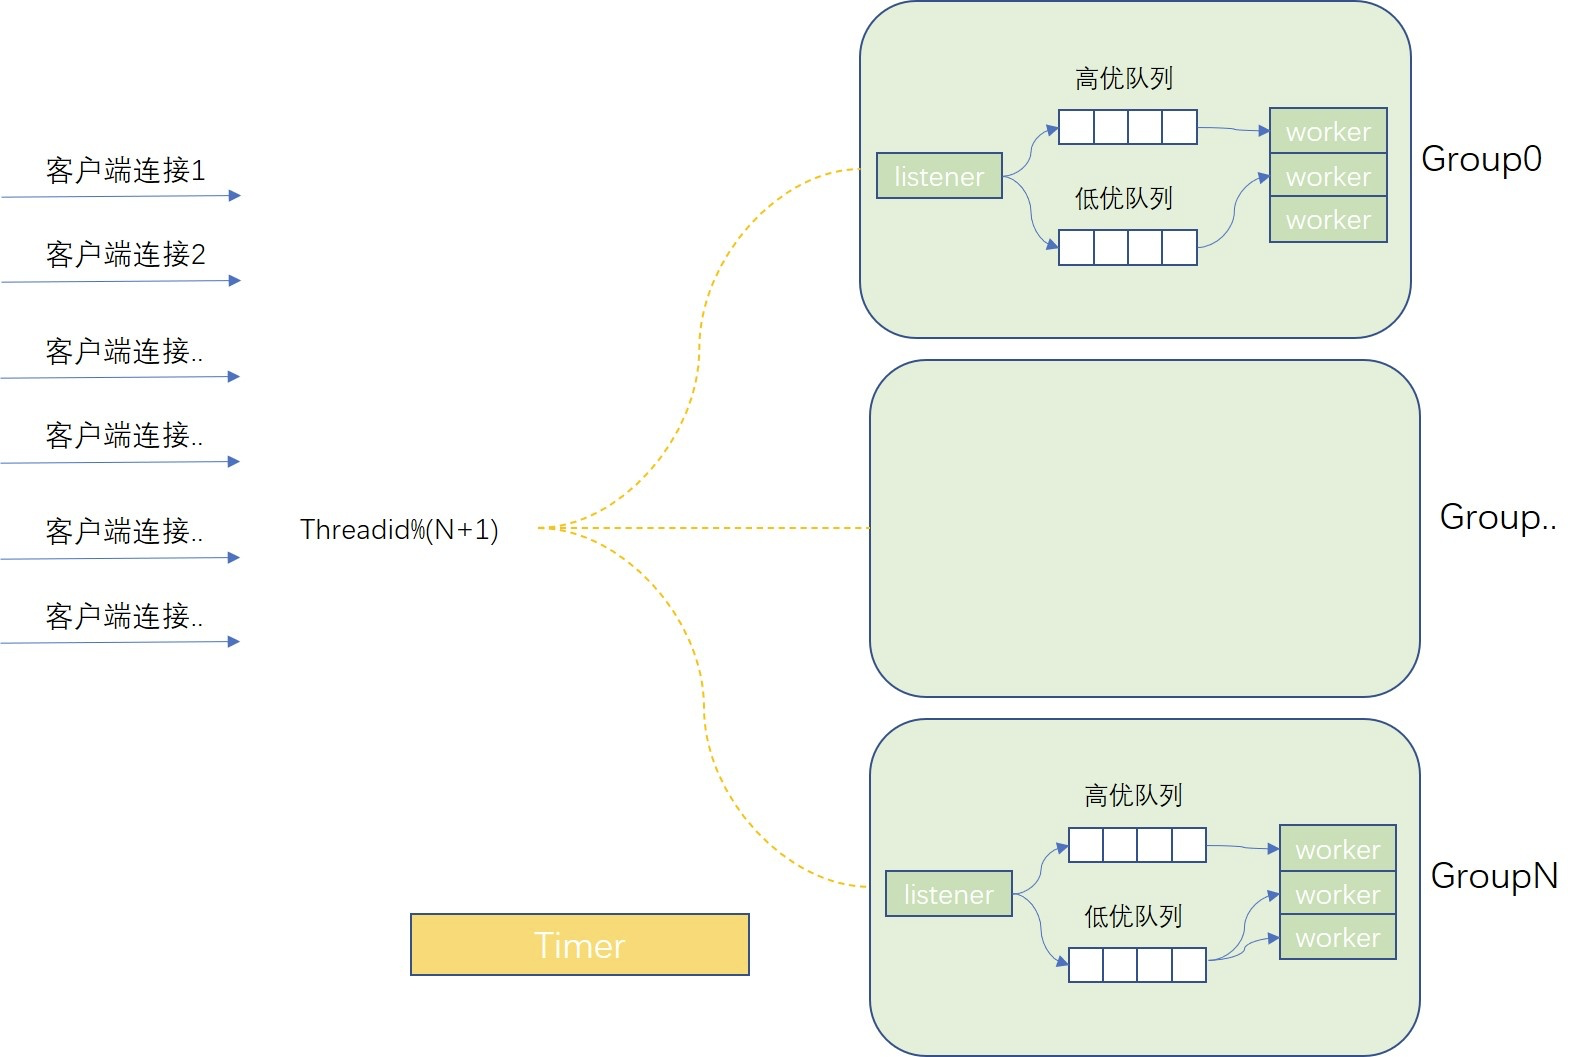 客户端连接1
客户端连接2
客户端连接..
客户端连接..
客户端连接..
客户端连接..
Threadid%(N+1)
Timer
高优队列
listener
低优队列
worker
worker
worker
Group0
Group..
高优队列
listener
低优队列
worker
worker
worker
GroupN